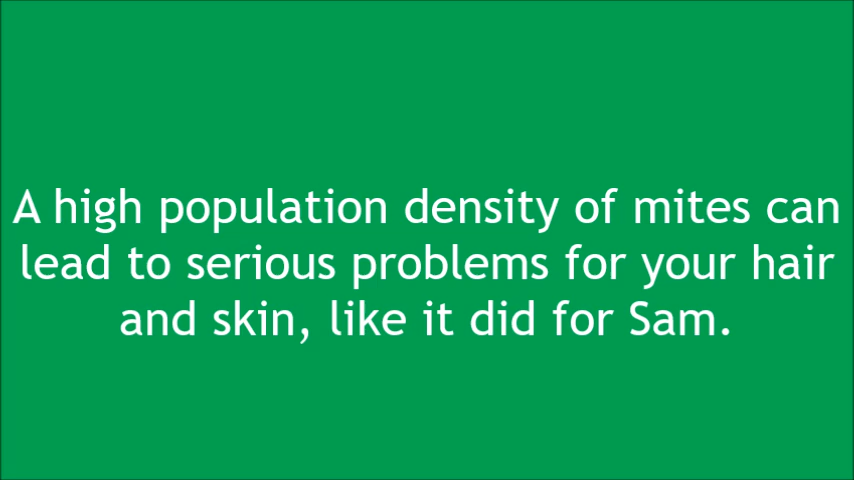 A high population density of mites can
lead to serious problems for your hair
and skin, like it did for Sam.